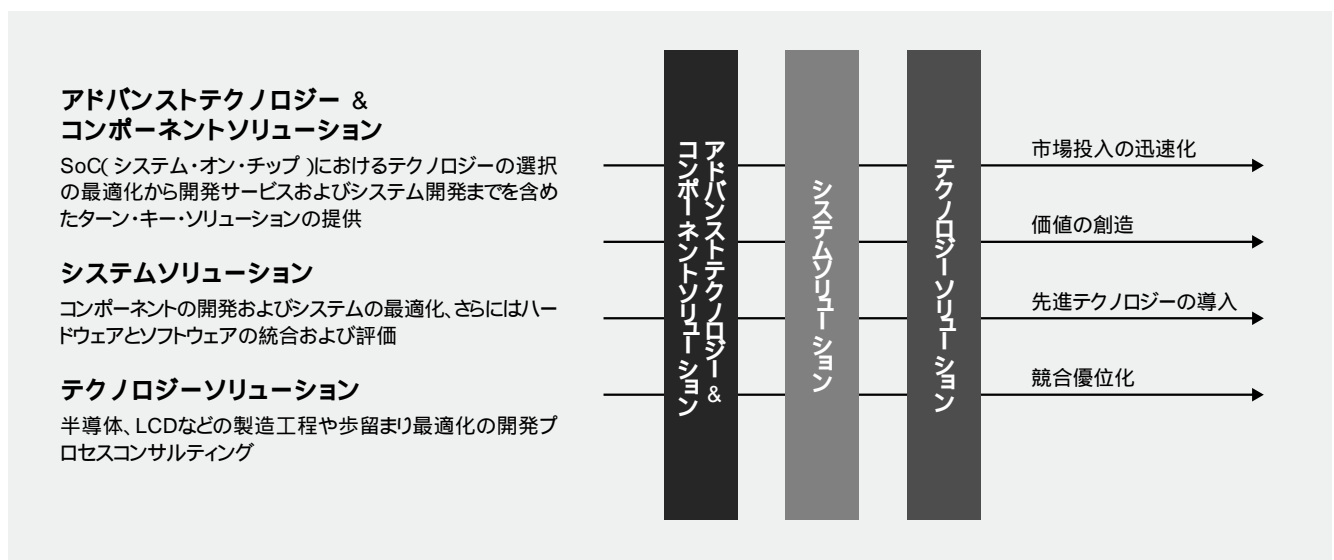 アドバンストテクノロジー &
コンポーネントソリューション
SoC(システム・オン・チップ)におけるテクノロジーの選択
の最適化から開発サービスおよびシステム開発までを含め
たターン・キー・ソリューションの提供
システムソリューション
コンポーネントの開発およびシステムの最適化、さらにはハー
ドウェアとソフトウェアの統合および評価
テクノロジーソリューション
半導体、LCDなどの製造工程や歩留まり最適化の開発プ
ロセスコンサルティング
アドバンストテクノロジー &
コンポーネントソリューション
システムソリューション
テクノロジーソリューション
市場投入の迅速化
価値の創造
先進テクノロジーの導入
競合優位化